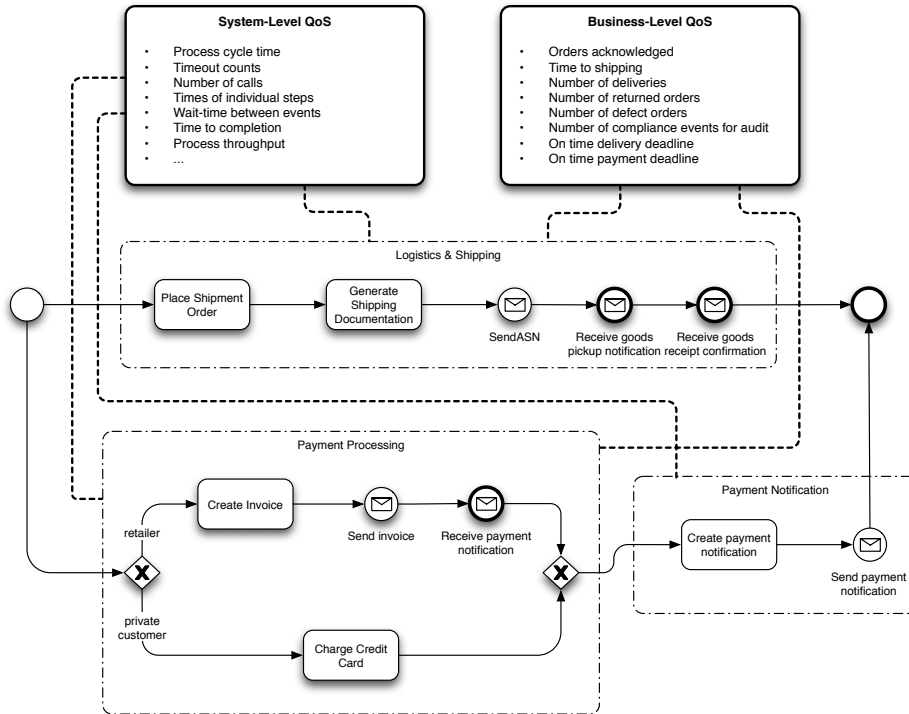 System-Level QoS
• Process cycle time
• Timeout counts
• Number of calls
• Times of individual steps
• Wait-time between events
• Time to completion
• Process throughput
• ...
Business-Level QoS
• Orders acknowledged
• Time to shipping
• Number of deliveries
• Number of returned orders
• Number of defect orders
• Number of compliance events for audit
• On time delivery deadline
• On time payment deadline
Logistics & Shipping
Place Shipment
Order
Generate
Shipping
Documentation
SendASN
Receive goods
pickup notification
Receive goods
receipt confirmation
Payment Processing
retailer
Create Invoice
Send invoice
Receive payment
notification
X
X
private
customer
Charge Credit
Card
Payment Notification
Create payment
notification
Send payment
notification